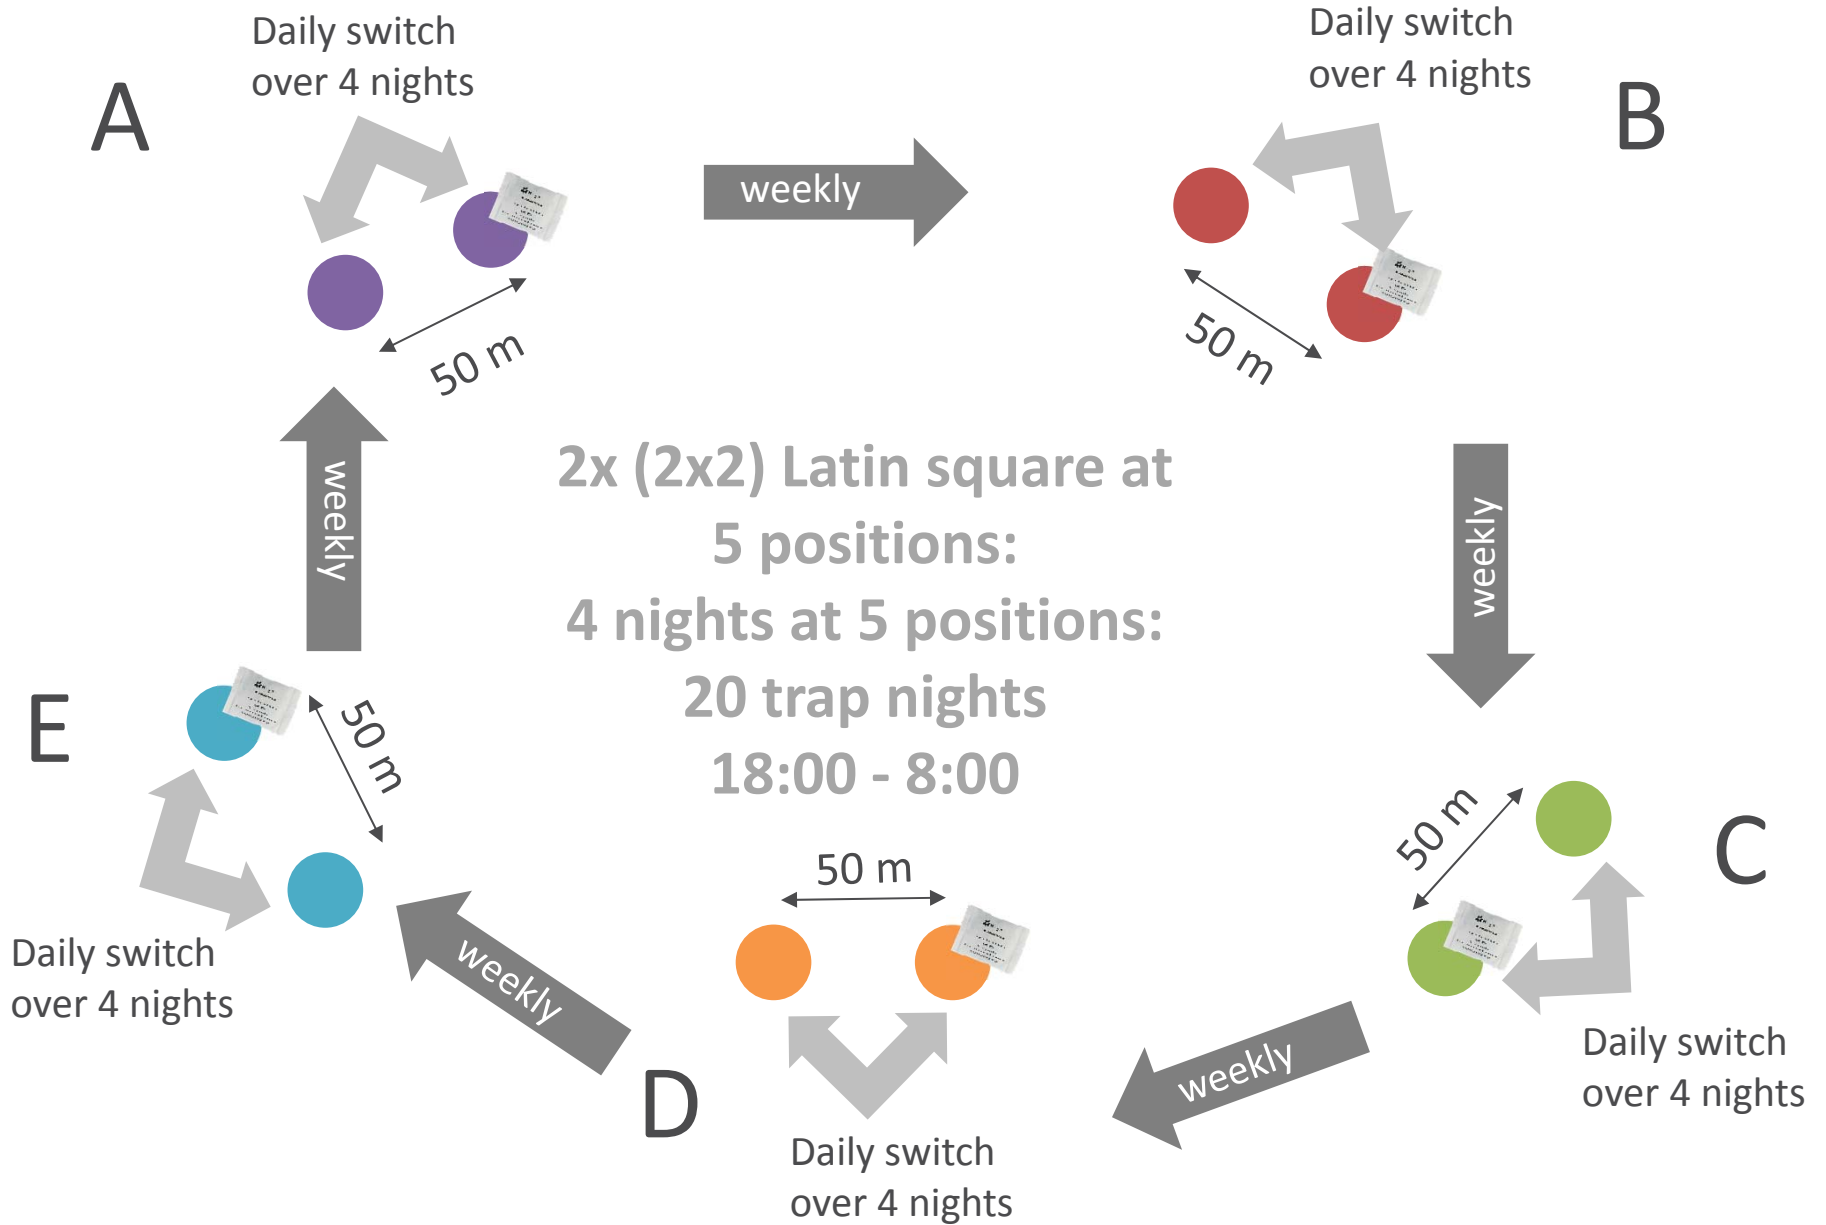 Daily switch
over 4 nights
A
Daily switch
over 4 nights
B
weekly
50 m
50 m
weekly
weekly
2x (2x2) Latin square at
5 positions:
4 nights at 5 positions:
20 trap nights
18:00 - 8:00
E
50 m
Daily switch
over 4 nights
weekly
50 m
D
Daily switch
over 4 nights
50 m
C
weekly
Daily switch
over 4 nights